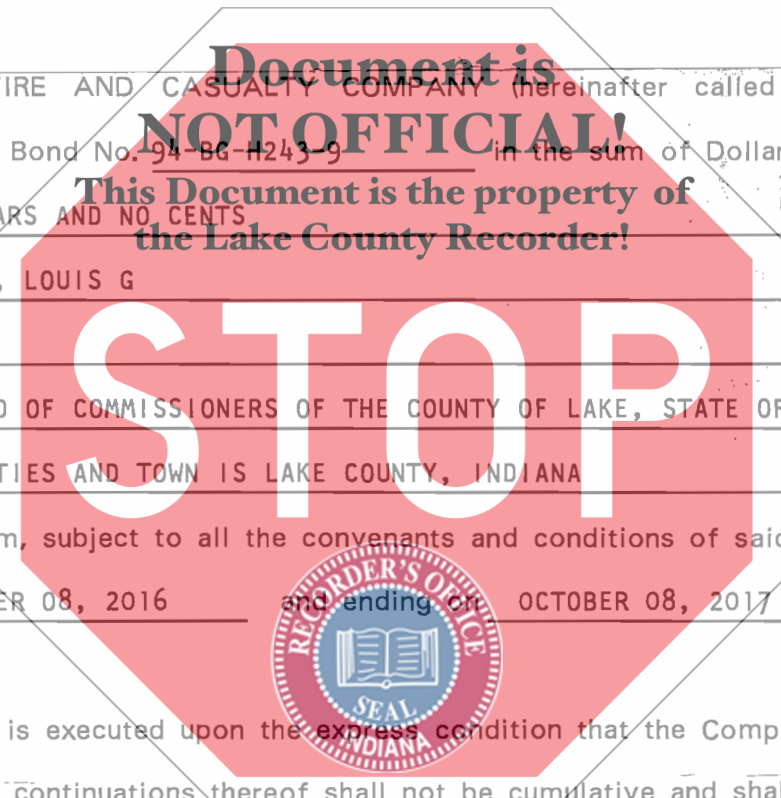 Document is
FIRE AND CASUALTY COMPANY (hereinafter called
NOT OFFICIAL!
Bond No. 94-BG-H243-9 in the sum of Dollar
This Document is the property of
ARS AND NO CENTS
the Lake County Recorder!
, LOUIS G
STOP
D OF COMMISSIONERS OF THE COUNTY OF LAKE, STATE OF
TIES AND TOWN IS LAKE COUNTY, INDIANA
m, subject to all the convenants and conditions of said
ER 08, 2016 and ending on OCTOBER 08, 2017
RECORDER'S OFFICE
SEAL
INDIANA
is executed upon the express condition that the Comp
continuations thereof shall not be cumulative and shal